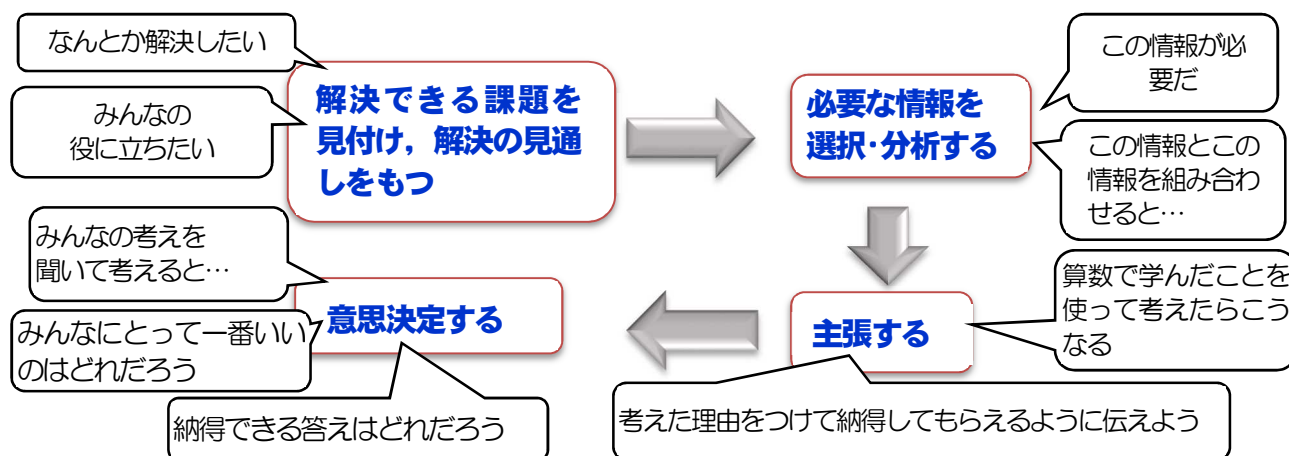 なんとか解決したい
みんなの
役に立ちたい
解決できる課題を
見付け，解決の見通
しをもつ
必要な情報を
選択・分析する
この情報が必
要だ
この情報とこの
情報を組み合わ
せると…
主張する
算数で学んだことを
使って考えたらこう
なる
考えた理由をつけて納得してもらえるように伝えよう
意思決定する
みんなの考えを
聞いて考えると…
みんなにとって一番いい
のはどれだろう
納得できる答えはどれだろう